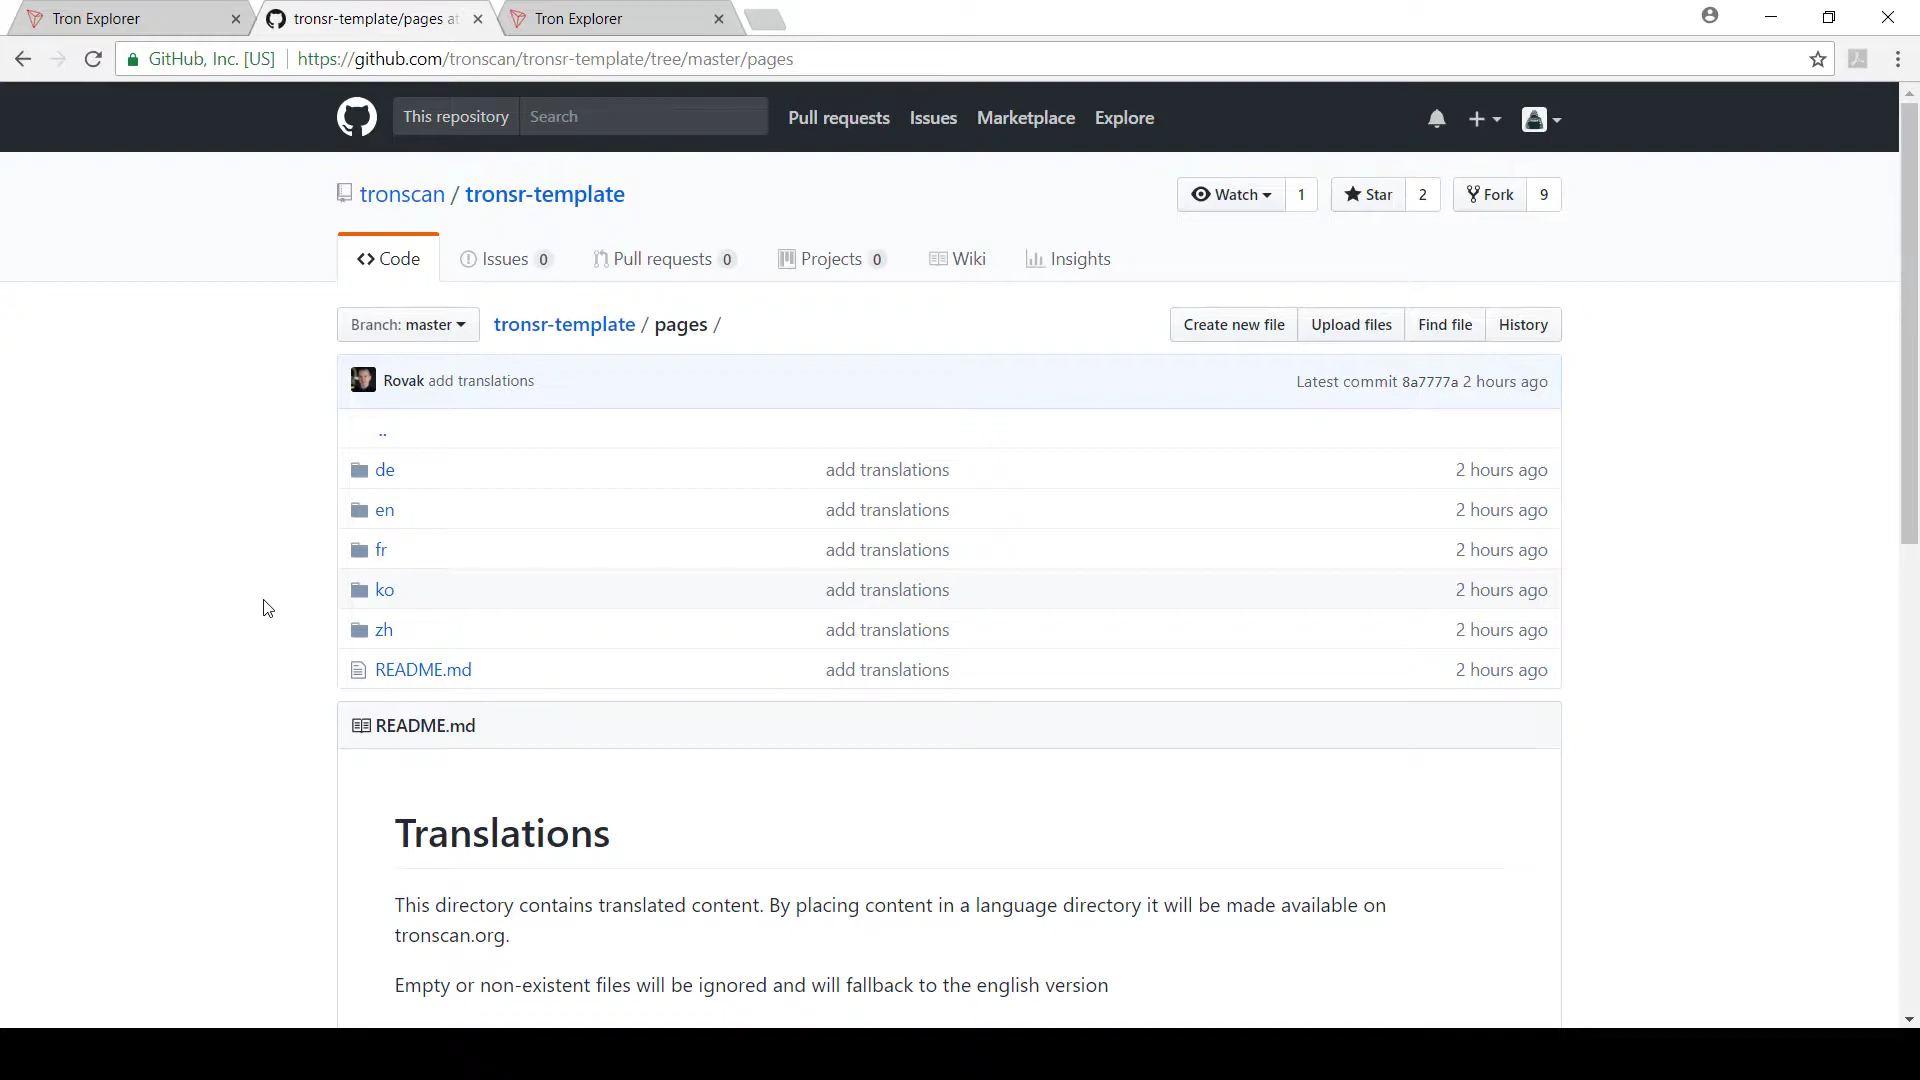 Tron Explorer
tronsr-template/pages at
Tron Explorer
GitHub, Inc. [US]
https://github.com/tronscan/tronsr-template/tree/master/pages
This repository
Search
Pull requests
Issues
Marketplace
Explore
tronscan / tronsr-template
Watch 1
Star 2
Fork 9
Code
Issues 0
Pull requests 0
Projects 0
Wiki
Insights
Branch: master
tronsr-template / pages /
Create new file
Upload files
Find file
History
Rovak add translations
Latest commit 8a7777a 2 hours ago
..
de add translations 2 hours ago
en add translations 2 hours ago
fr add translations 2 hours ago
ko add translations 2 hours ago
zh add translations 2 hours ago
README.md add translations 2 hours ago
README.md
Translations
This directory contains translated content. By placing content in a language directory it will be made available on
tronscan.org.
Empty or non-existent files will be ignored and will fallback to the english version